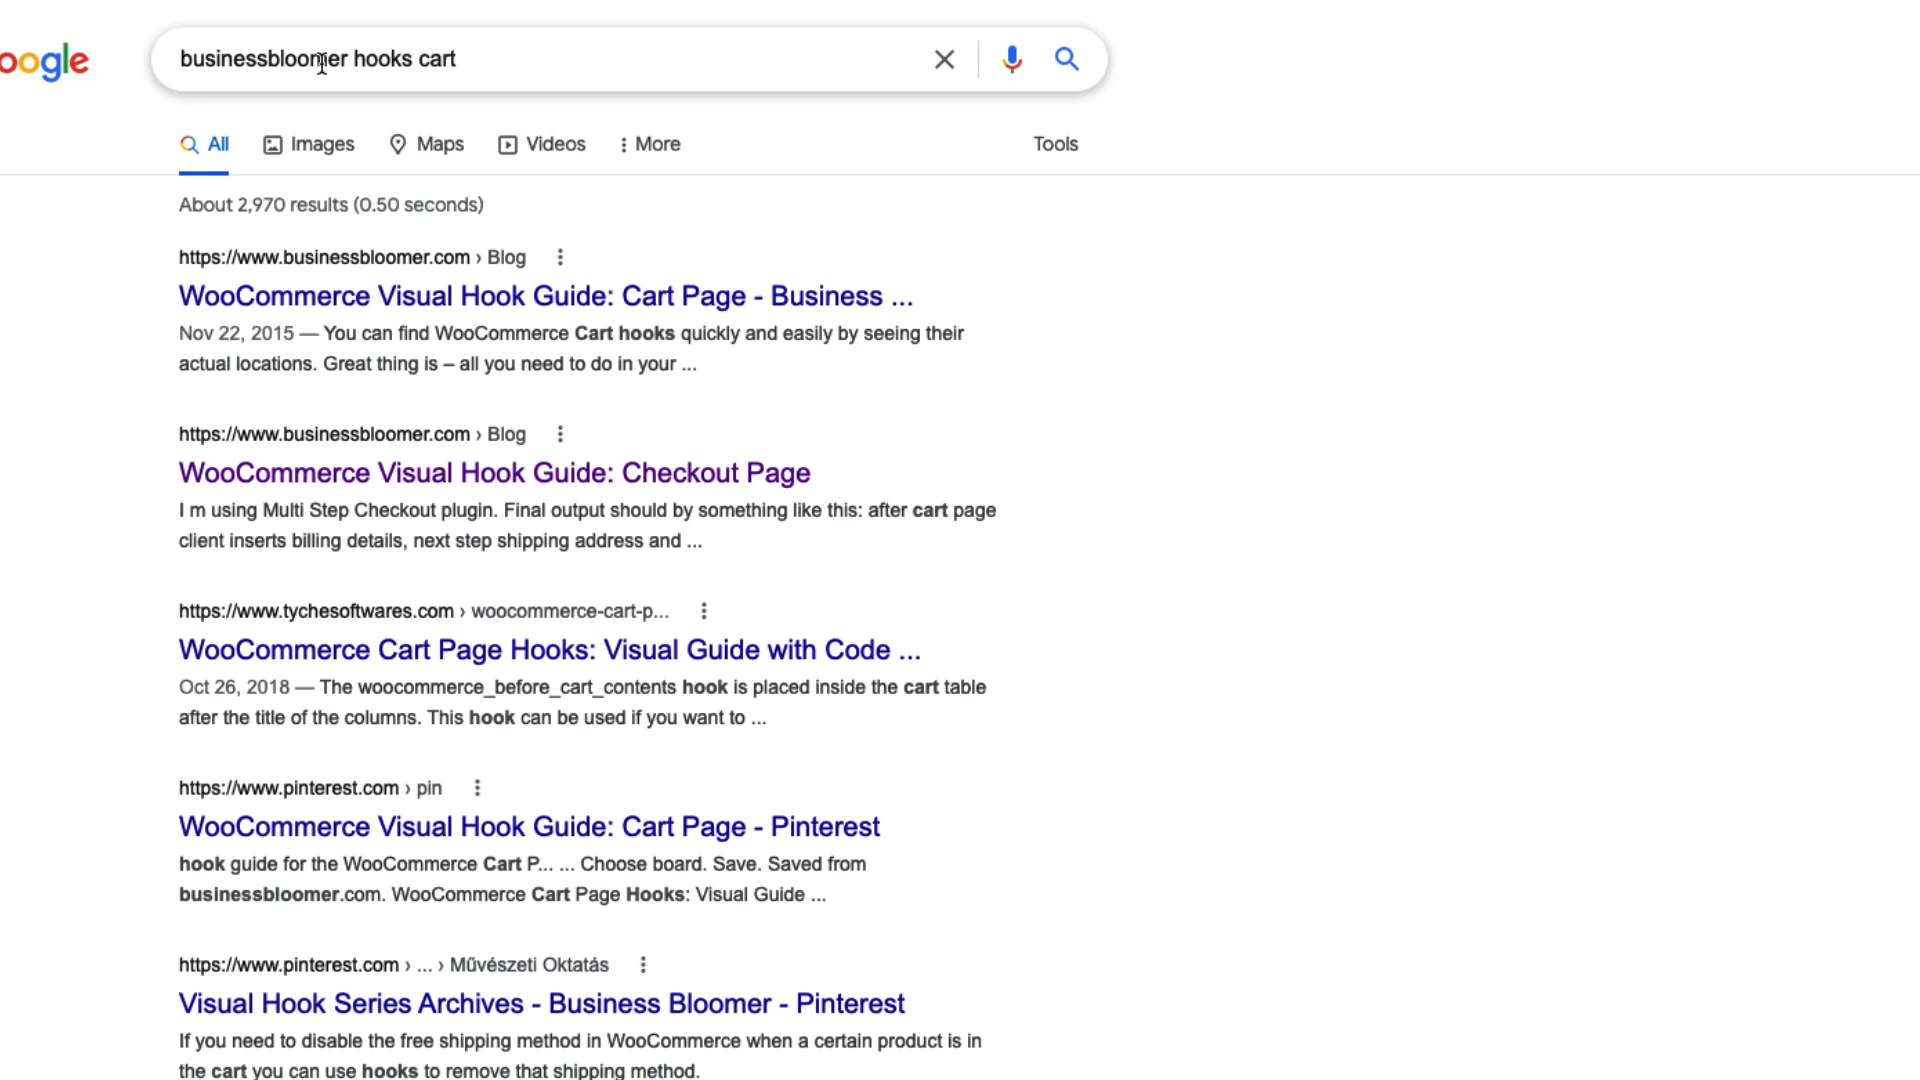 oogle
businessbloomer hooks cart
All Images Maps Videos More Tools
About 2,970 results (0.50 seconds)
https://www.businessbloomer.com › Blog
WooCommerce Visual Hook Guide: Cart Page - Business ...
Nov 22, 2015 — You can find WooCommerce Cart hooks quickly and easily by seeing their
actual locations. Great thing is – all you need to do in your ...
https://www.businessbloomer.com › Blog
WooCommerce Visual Hook Guide: Checkout Page
I m using Multi Step Checkout plugin. Final output should by something like this: after cart page
client inserts billing details, next step shipping address and ...
https://www.tychesoftwares.com › woocommerce-cart-p...
WooCommerce Cart Page Hooks: Visual Guide with Code ...
Oct 26, 2018 — The woocommerce_before_cart_contents hook is placed inside the cart table
after the title of the columns. This hook can be used if you want to ...
https://www.pinterest.com › pin
WooCommerce Visual Hook Guide: Cart Page - Pinterest
hook guide for the WooCommerce Cart P... ... Choose board. Save. Saved from
businessbloomer.com. WooCommerce Cart Page Hooks: Visual Guide ...
https://www.pinterest.com › ... › Művészeti Oktatás
Visual Hook Series Archives - Business Bloomer - Pinterest
If you need to disable the free shipping method in WooCommerce when a certain product is in
the cart you can use hooks to remove that shipping method.